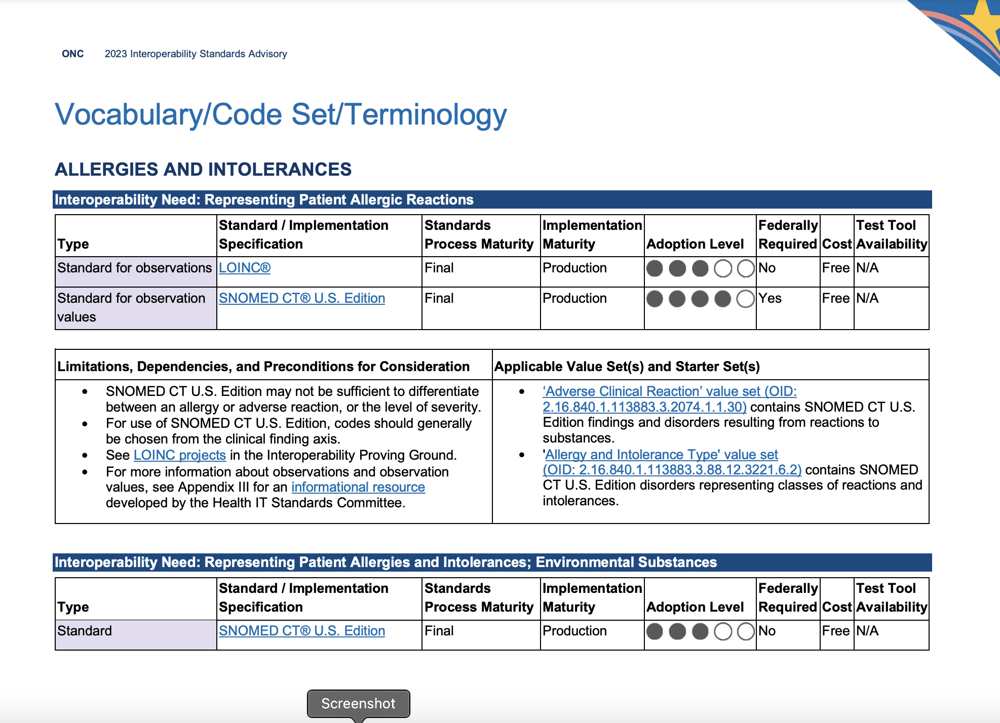 ONC 2023 Interoperability Standards Advisory
Vocabulary/Code Set/Terminology
ALLERGIES AND INTOLERANCES
Interoperability Need: Representing Patient Allergic Reactions
Type Standard / Implementation Specification Standards Process Maturity Implementation Maturity Adoption Level Federally Required Cost Test Tool Availability
Standard for observations LOINC® Final Production No Free N/A
Standard for observation values SNOMED CT® U.S. Edition Final Production Yes Free N/A
Limitations, Dependencies, and Preconditions for Consideration
• SNOMED CT U.S. Edition may not be sufficient to differentiate
between an allergy or adverse reaction, or the level of severity.
• For use of SNOMED CT U.S. Edition, codes should generally
be chosen from the clinical finding axis.
• See LOINC projects in the Interoperability Proving Ground.
• For more information about observations and observation
values, see Appendix III for an informational resource
developed by the Health IT Standards Committee.
Applicable Value Set(s) and Starter Set(s)
• ‘Adverse Clinical Reaction’ value set (OID:
2.16.840.1.113883.3.2074.1.1.30) contains SNOMED CT U.S.
Edition findings and disorders resulting from reactions to
substances.
• 'Allergy and Intolerance Type' value set
(OID: 2.16.840.1.113883.3.88.12.3221.6.2) contains SNOMED
CT U.S. Edition disorders representing classes of reactions and
intolerances.
Interoperability Need: Representing Patient Allergies and Intolerances; Environmental Substances
Type Standard / Implementation Specification Standards Process Maturity Implementation Maturity Adoption Level Federally Required Cost Test Tool Availability
Standard SNOMED CT® U.S. Edition Final Production No Free N/A
Screenshot